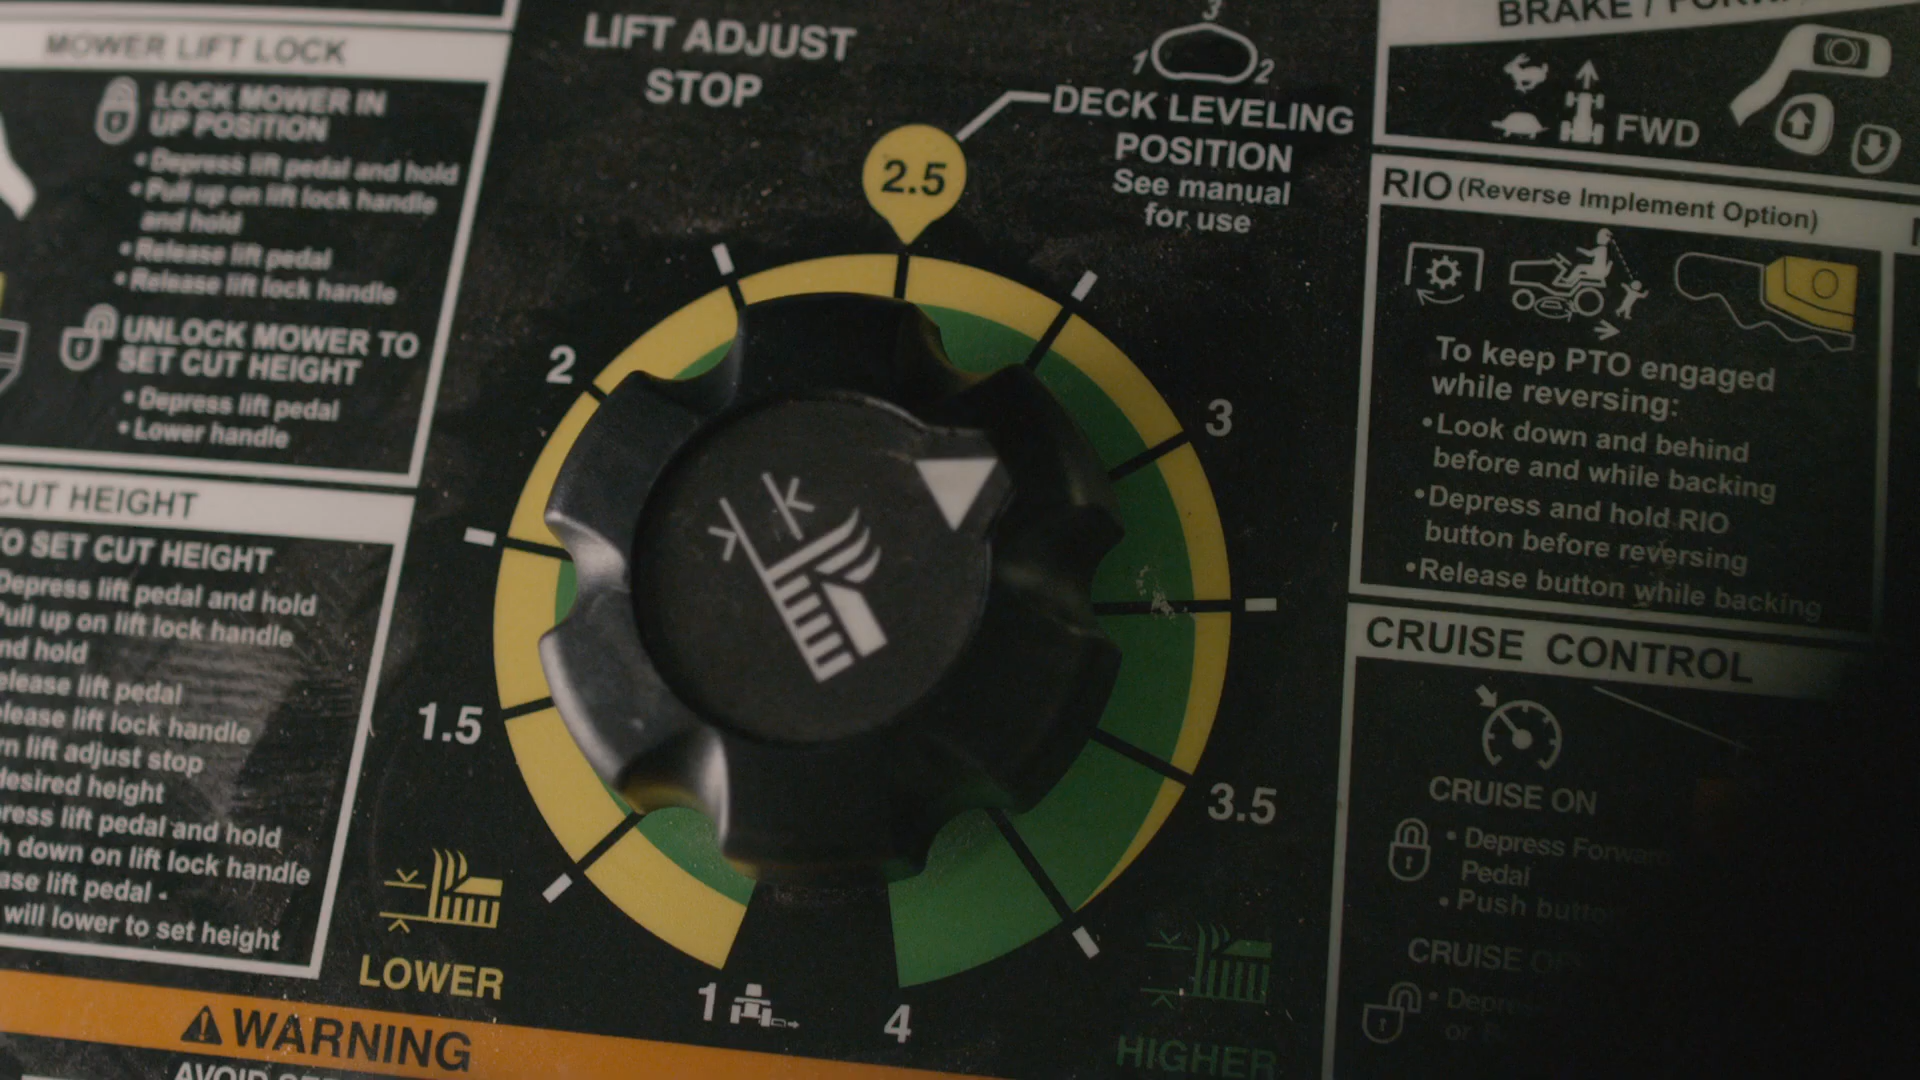 MOWER LIFT LOCK
LOCK MOWER IN
UP POSITION
• Depress lift pedal and hold
• Pull up on lift lock handle
and hold
• Release lift pedal
• Release lift lock handle
UNLOCK MOWER TO
SET CUT HEIGHT
• Depress lift pedal
• Lower handle
CUT HEIGHT
TO SET CUT HEIGHT
Depress lift pedal and hold
Pull up on lift lock handle
and hold
lift pedal
lift lock handle
lift adjust stop
desired height
lift pedal and hold
down on lift lock handle
lift pedal -
will lower to set height
WARNING
AVOID
LIFT ADJUST
STOP
3
1 2
DECK LEVELING
POSITION
See manual
for use
2.5
2
3
1.5
3.5
LOWER
1
4
HIGHER
BRAKE /
FWD
RIO (Reverse Implement Option)
To keep PTO engaged
while reversing:
• Look down and behind
before and while backing
• Depress and hold RIO
button before reversing
• Release button while backing
CRUISE CONTROL
CRUISE ON
• Depress Forward
Pedal
• Push button
CRUISE
•
or